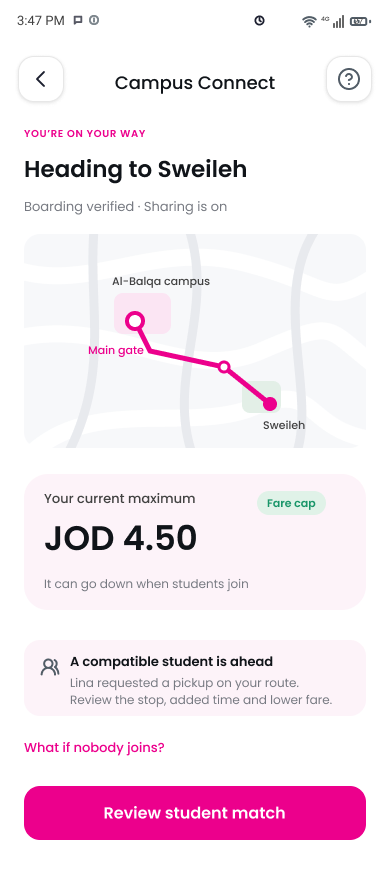 3:47 PM
4G
Campus Connect
YOU'RE ON YOUR WAY
Heading to Sweileh
Boarding verified · Sharing is on
Al-Balqa campus
Main gate
Sweileh
Your current maximum
Fare cap
JOD 4.50
It can go down when students join
A compatible student is ahead
Lina requested a pickup on your route.
Review the stop, added time and lower fare.
What if nobody joins?
Review student match